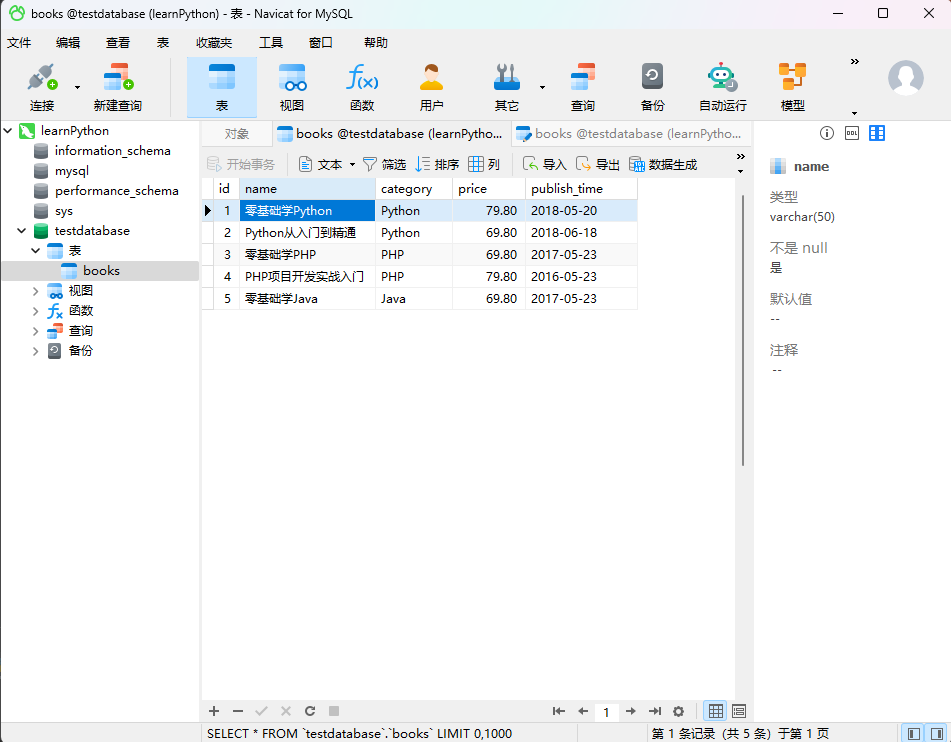 books @testdatabase (learnPython) - 表 - Navicat for MySQL
文件 编辑 查看 表 收藏夹 工具 窗口 帮助
连接 新建查询 表 视图 函数 用户 其它 查询 备份 自动运行 模型
对象 books @testdatabase (learnPytho... books @testdatabase (learnPytho...
开始事务 文本 筛选 排序 列 导入 导出 数据生成
learnPython
information_schema
mysql
performance_schema
sys
testdatabase
表
books
视图
函数
查询
备份
id name category price publish_time
1 零基础学Python Python 79.80 2018-05-20
2 Python从入门到精通 Python 69.80 2018-06-18
3 零基础学PHP PHP 69.80 2017-05-23
4 PHP项目开发实战入门 PHP 79.80 2016-05-23
5 零基础学Java Java 69.80 2017-05-23
DDL
name
类型
varchar(50)
不是 null
是
默认值
--
注释
--
1
SELECT * FROM `testdatabase`.`books` LIMIT 0,1000
第 1 条记录（共 5 条）于第 1 页